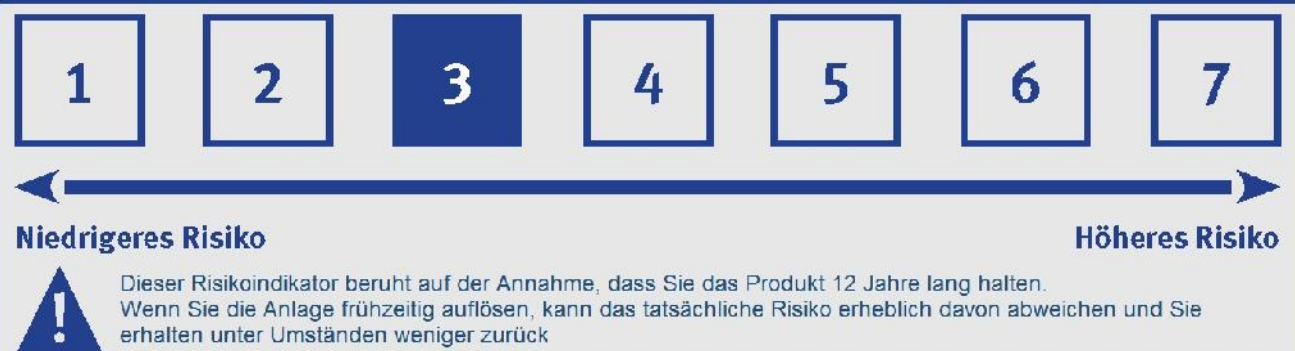 1 2 3 4 5 6 7
Niedrigeres Risiko Höheres Risiko
!
Dieser Risikoindikator beruht auf der Annahme, dass Sie das Produkt 12 Jahre lang halten.
Wenn Sie die Anlage frühzeitig auflösen, kann das tatsächliche Risiko erheblich davon abweichen und Sie
erhalten unter Umständen weniger zurück